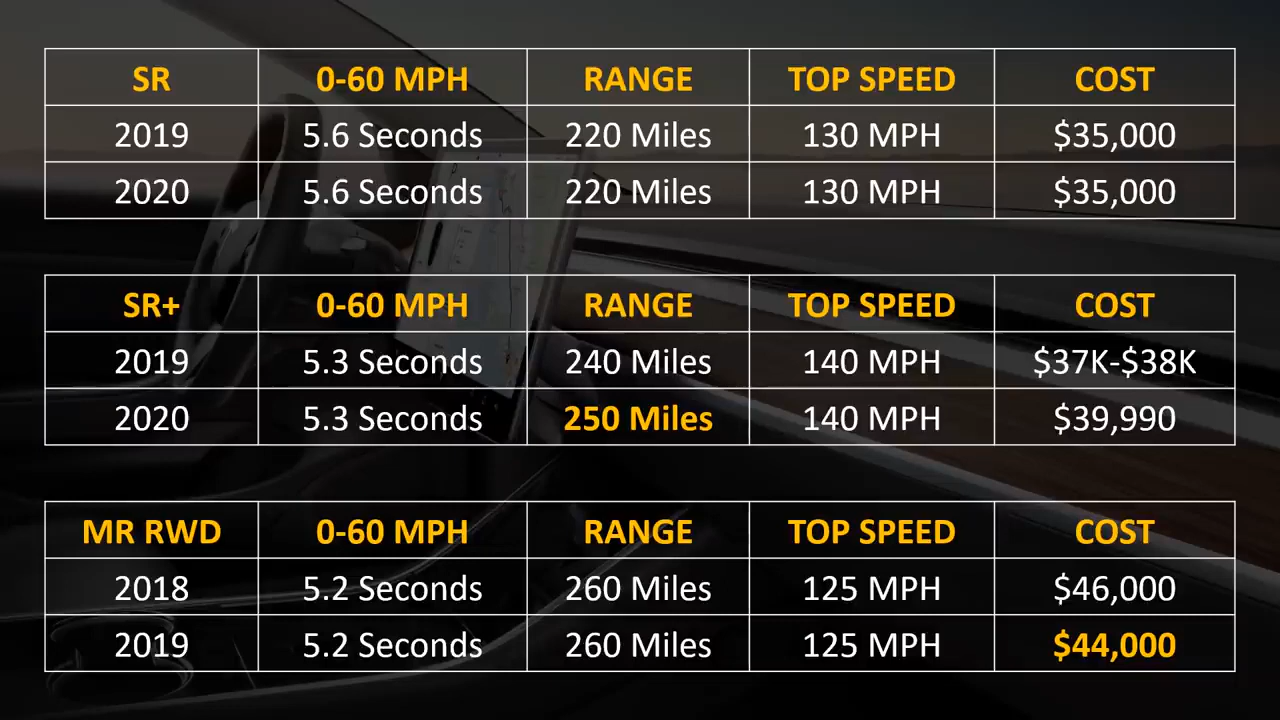 SR 0-60 MPH RANGE TOP SPEED COST
2019 5.6 Seconds 220 Miles 130 MPH $35,000
2020 5.6 Seconds 220 Miles 130 MPH $35,000
SR+ 0-60 MPH RANGE TOP SPEED COST
2019 5.3 Seconds 240 Miles 140 MPH $37K-$38K
2020 5.3 Seconds 250 Miles 140 MPH $39,990
MR RWD 0-60 MPH RANGE TOP SPEED COST
2018 5.2 Seconds 260 Miles 125 MPH $46,000
2019 5.2 Seconds 260 Miles 125 MPH $44,000